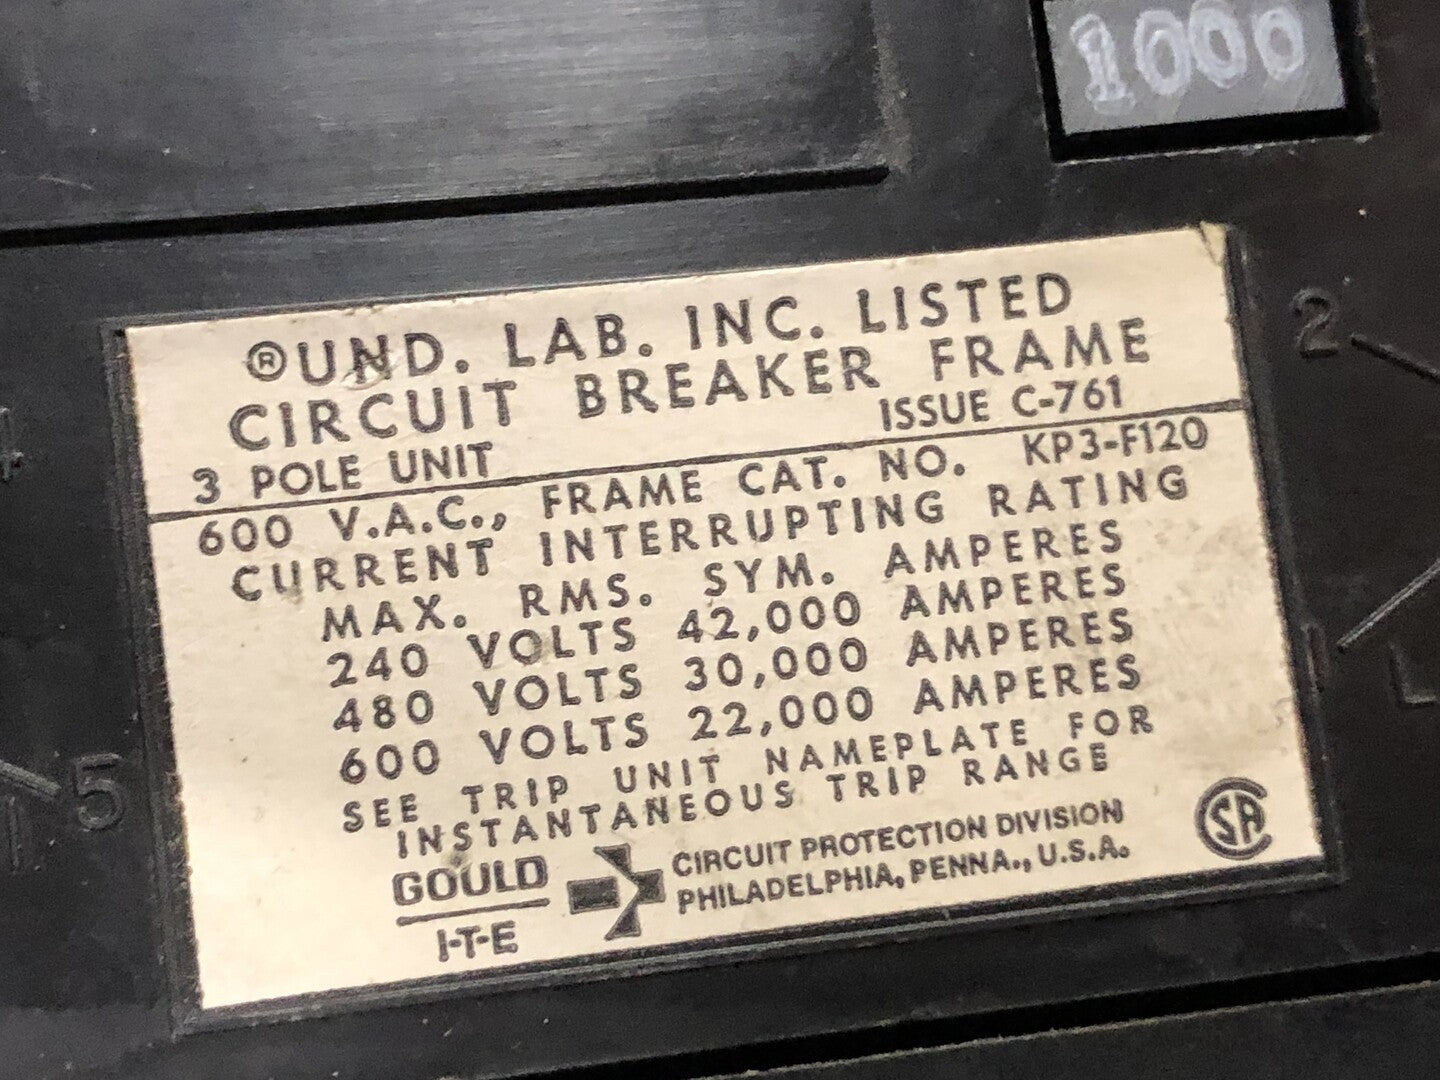 1000
®UND. LAB. INC. LISTED
CIRCUIT BREAKER FRAME
3 POLE UNIT ISSUE C-761
600 V.A.C., FRAME CAT. NO. KP3-F120
CURRENT INTERRUPTING RATING
MAX. RMS. SYM. AMPERES
240 VOLTS 42,000 AMPERES
480 VOLTS 30,000 AMPERES
600 VOLTS 22,000 AMPERES
SEE TRIP UNIT NAMEPLATE FOR
INSTANTANEOUS TRIP RANGE
GOULD
I-T-E
CIRCUIT PROTECTION DIVISION
PHILADELPHIA, PENNA., U.S.A.
SA
2
5